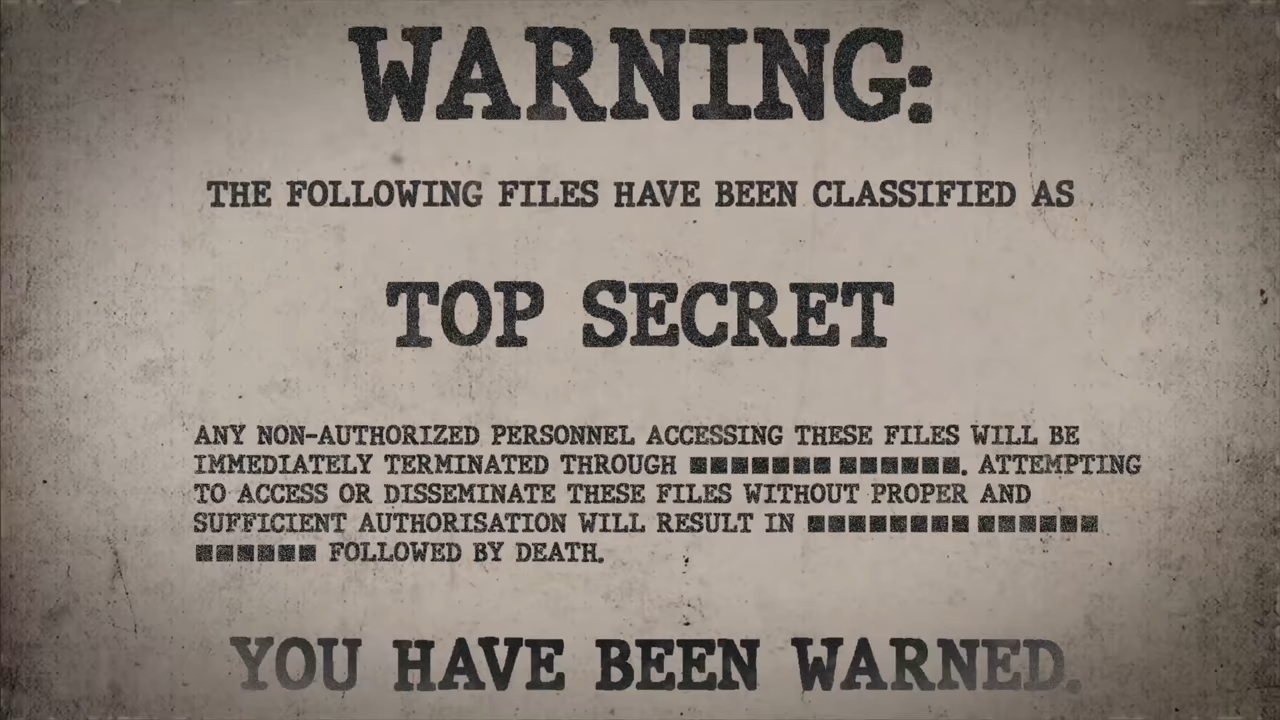 WARNING:
THE FOLLOWING FILES HAVE BEEN CLASSIFIED AS
TOP SECRET
ANY NON-AUTHORIZED PERSONNEL ACCESSING THESE FILES WILL BE
IMMEDIATELY TERMINATED THROUGH ■■■■■■■ ■■■■■■. ATTEMPTING
TO ACCESS OR DISSEMINATE THESE FILES WITHOUT PROPER AND
SUFFICIENT AUTHORISATION WILL RESULT IN ■■■■■■■■ ■■■■■■
■■■■■■ FOLLOWED BY DEATH.
YOU HAVE BEEN WARNED.